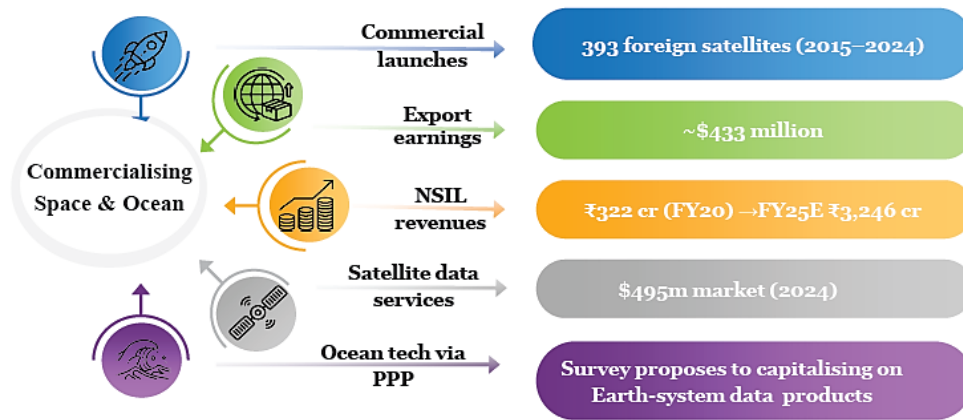 Commercialising
Space & Ocean
Commercial
launches
393 foreign satellites (2015–2024)
Export
earnings
~$433 million
NSIL
revenues
₹322 cr (FY20) →FY25E ₹3,246 cr
Satellite data
services
$495m market (2024)
Ocean tech via
PPP
Survey proposes to capitalising on
Earth-system data products